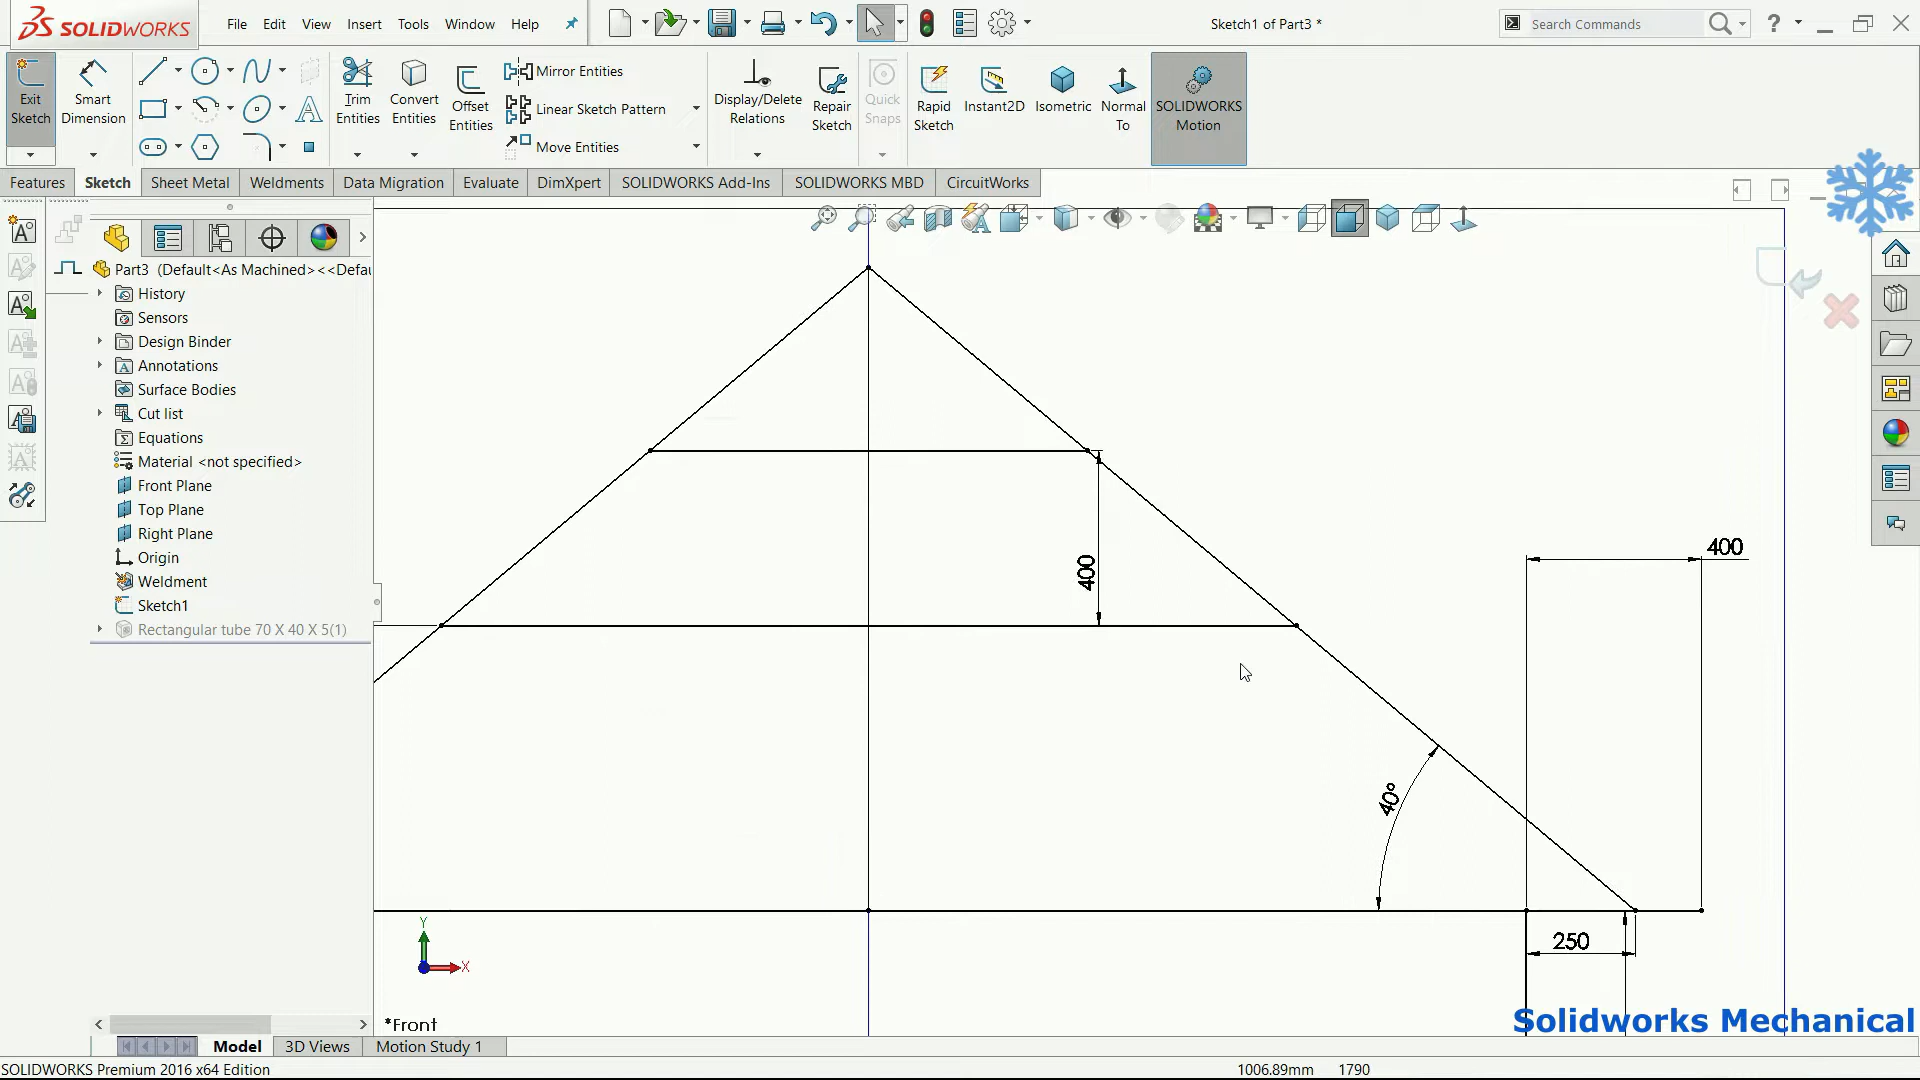 SOLIDWORKS
File Edit View Insert Tools Window Help
Sketch1 of Part3 *
Search Commands
?
Exit Sketch
Smart Dimension
Trim Entities
Convert Entities
Offset Entities
Mirror Entities
Linear Sketch Pattern
Move Entities
Display/Delete Relations
Repair Sketch
Quick Snaps
Rapid Sketch
Instant2D
Isometric
Normal To
SOLIDWORKS Motion
Features Sketch Sheet Metal Weldments Data Migration Evaluate DimXpert SOLIDWORKS Add-Ins SOLIDWORKS MBD CircuitWorks
Part3 (Default<As Machined><<Defau
History
Sensors
Design Binder
Annotations
Surface Bodies
Cut list
Equations
Material <not specified>
Front Plane
Top Plane
Right Plane
Origin
Weldment
Sketch1
Rectangular tube 70 X 40 X 5(1)
400
400
40°
250
Y
X
*Front
Solidworks Mechanical
Model 3D Views Motion Study 1
SOLIDWORKS Premium 2016 x64 Edition
1006.89mm 1790